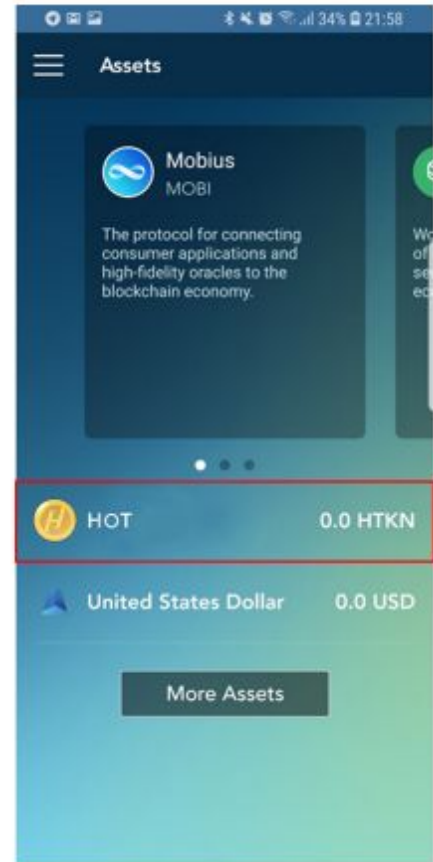 34% 21:58
Assets
Mobius
MOBI
The protocol for connecting
consumer applications and
high-fidelity oracles to the
blockchain economy.
HOT 0.0 HTKN
United States Dollar 0.0 USD
More Assets